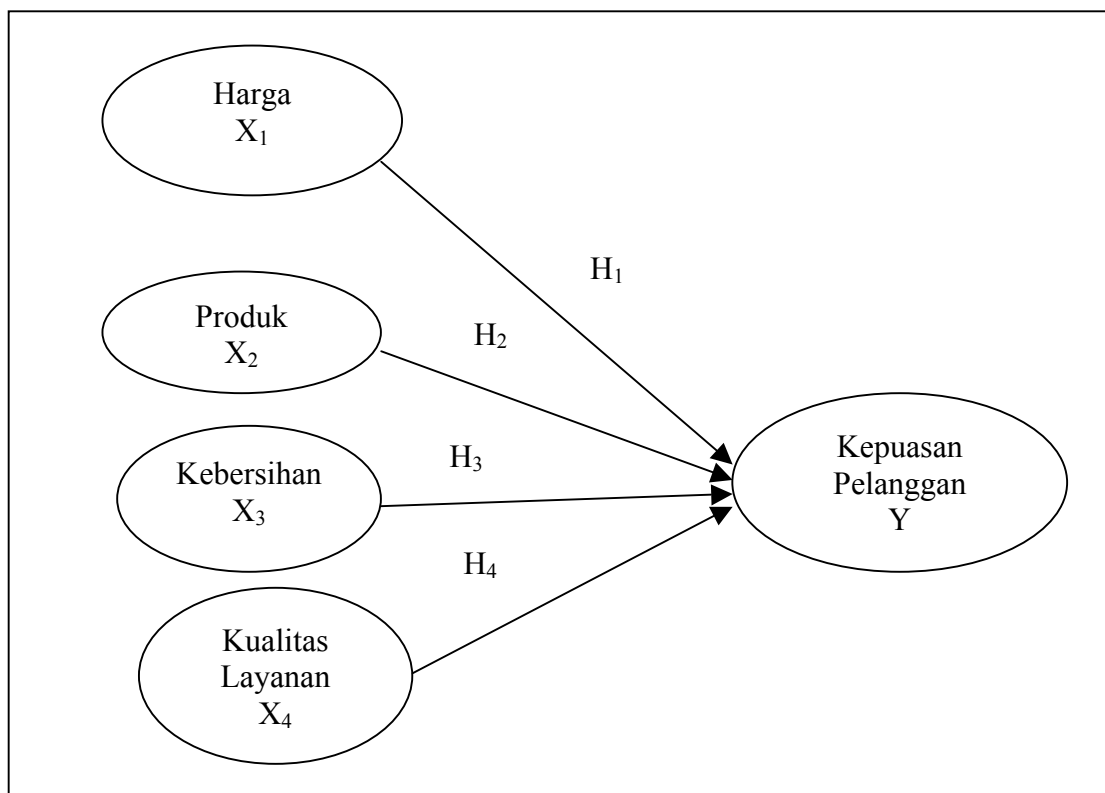 Harga
X₁
H₁
Produk
X₂
H₂
Kebersihan
X₃
H₃
Kualitas
Layanan
X₄
H₄
Kepuasan
Pelanggan
Y